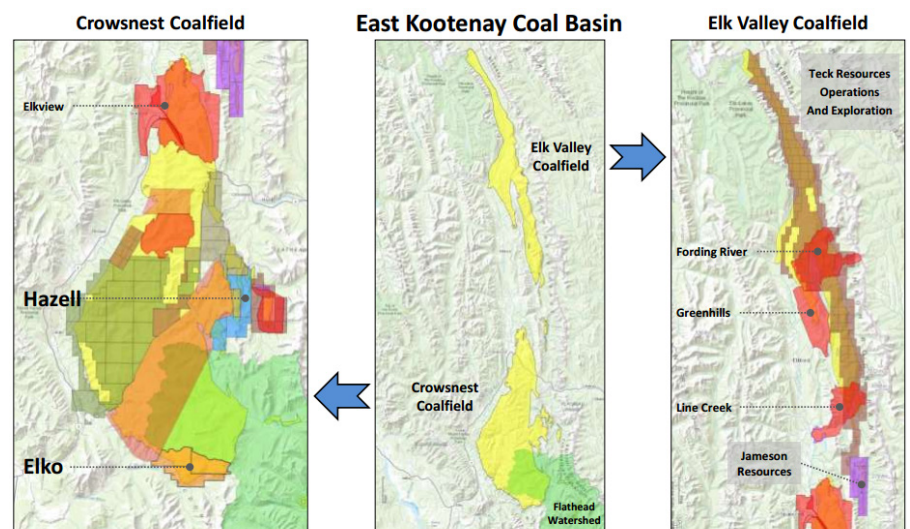 Crowsnest Coalfield
East Kootenay Coal Basin
Elk Valley Coalfield
Elkview
Hazell
Elko
Elk Valley
Coalfield
Crowsnest
Coalfield
Flathead
Watershed
Teck Resources
Operations
And Exploration
Fording River
Greenhills
Line Creek
Jameson
Resources